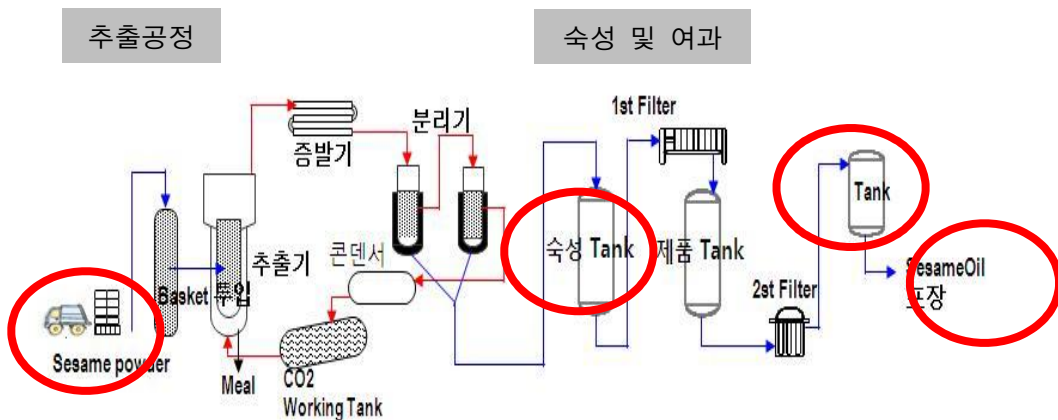 추출공정
숙성 및 여과
1st Filter
분리기
증발기
Tank
숙성 Tank
제품 Tank
추출기
콘덴서
SesameOil
포장
Basket 투입
2st Filter
Sesame powder
Meal
CO2
Working Tank